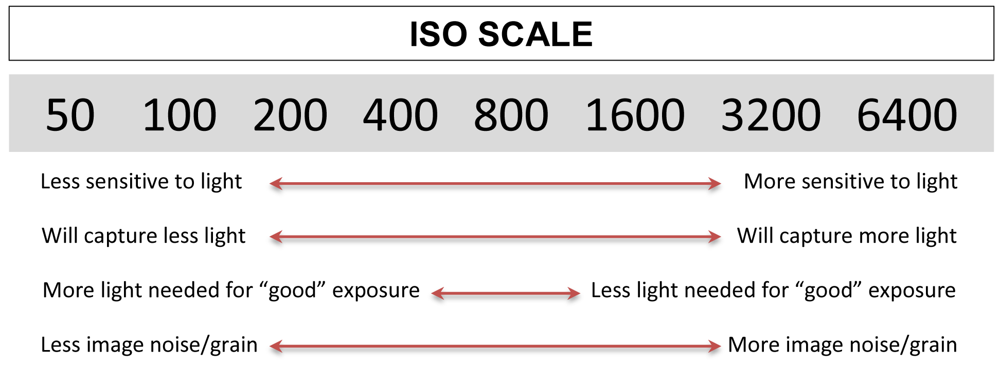 ISO SCALE
50 100 200 400 800 1600 3200 6400
Less sensitive to light More sensitive to light
Will capture less light Will capture more light
More light needed for “good” exposure Less light needed for “good” exposure
Less image noise/grain More image noise/grain